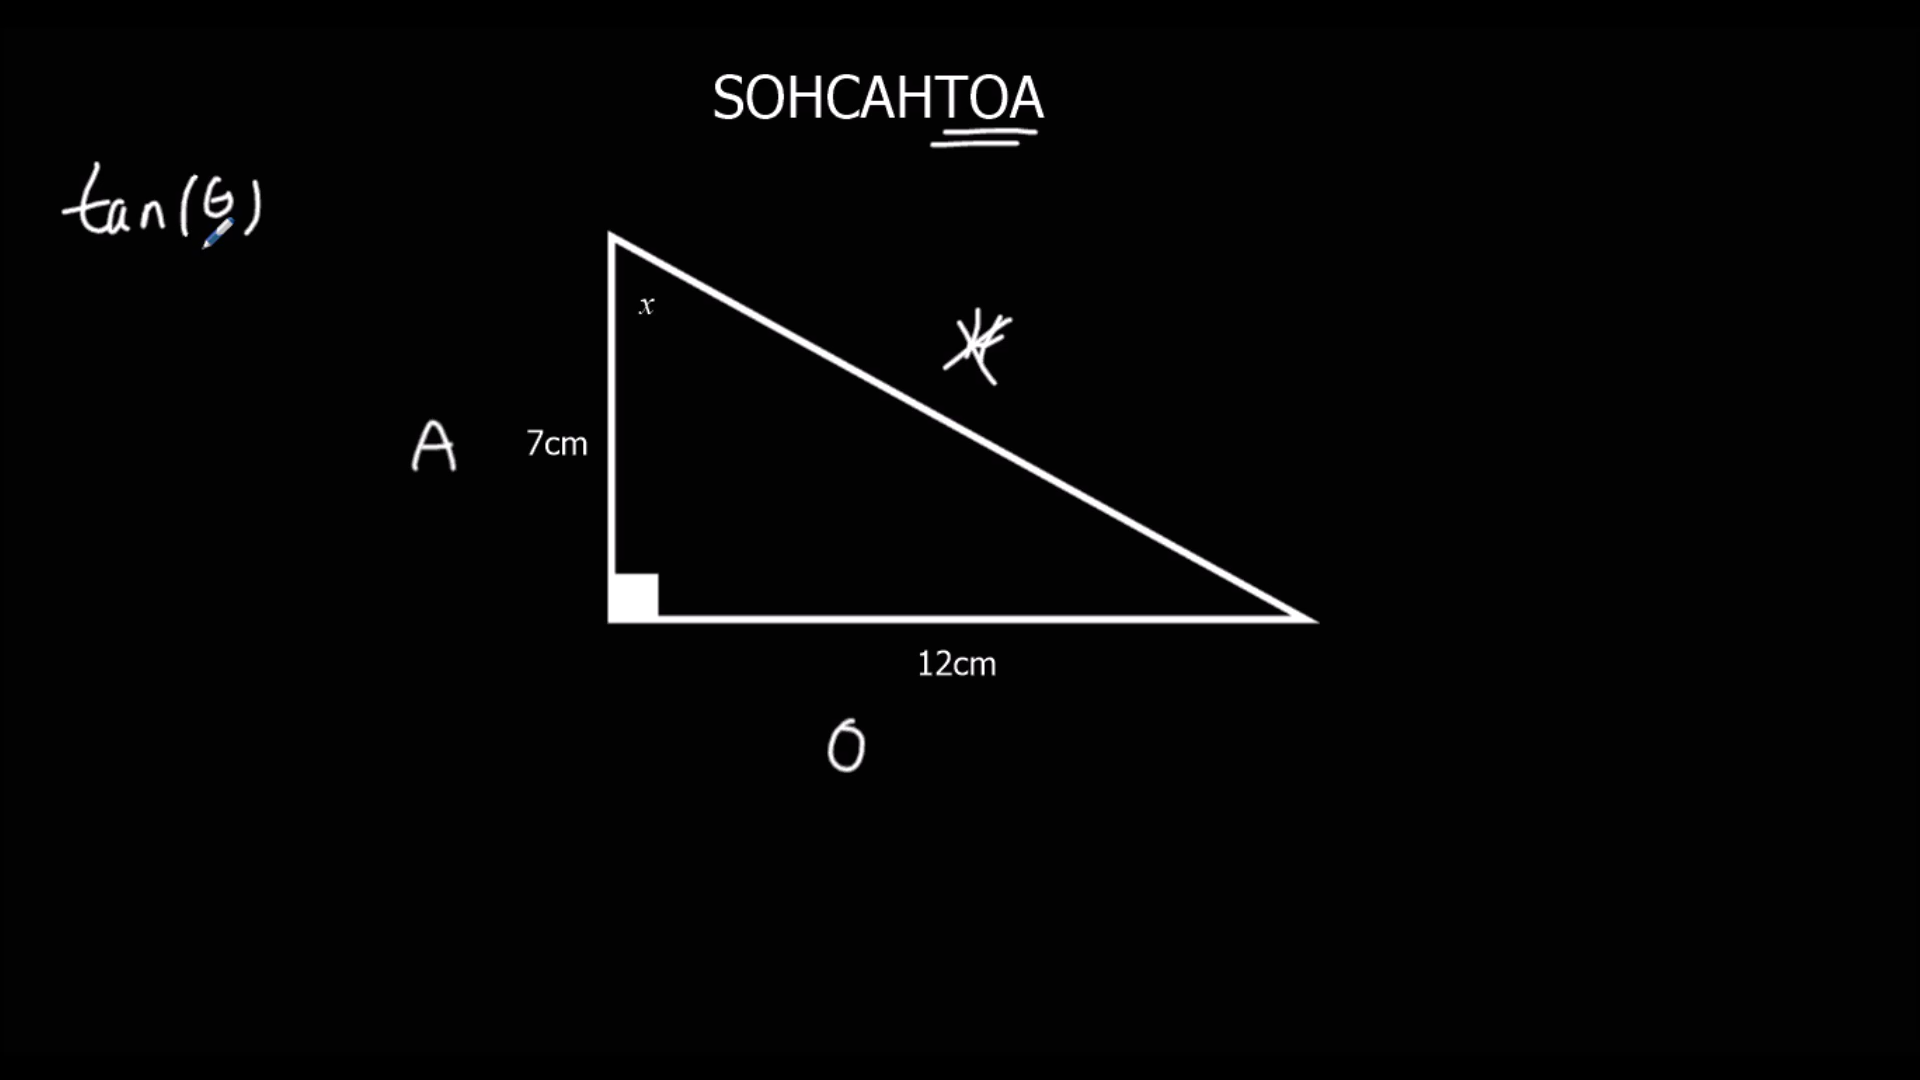 SOHCAHTOA
tan(θ)
x
A
7cm
12cm
O